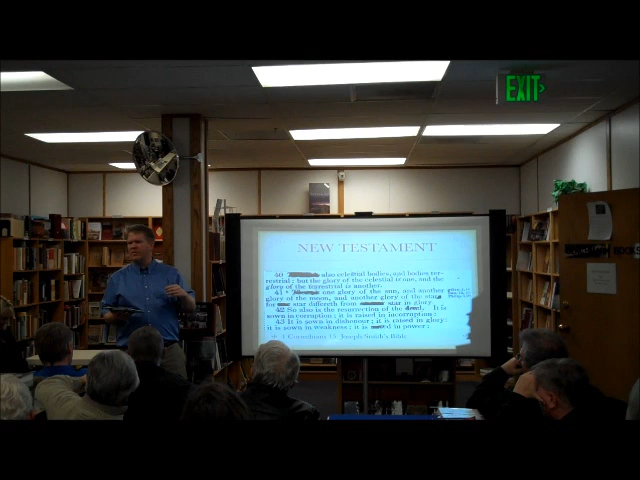 EXIT
NEW TESTAMENT
40 also celestial bodies, and bodies ter-
restrial; but the glory of the celestial is one, and the
glory of the terrestrial is another.
41 one glory of the sun, and another
glory of the moon, and another glory of the stars
for star differeth from star in glory
42 So also is the resurrection of the dead. It is
sown in corruption; it is raised in incorruption:
43 It is sown in dishonour; it is raised in glory:
it is sown in weakness; it is in power:
1 Corinthians 15, Joseph Smith's Bible